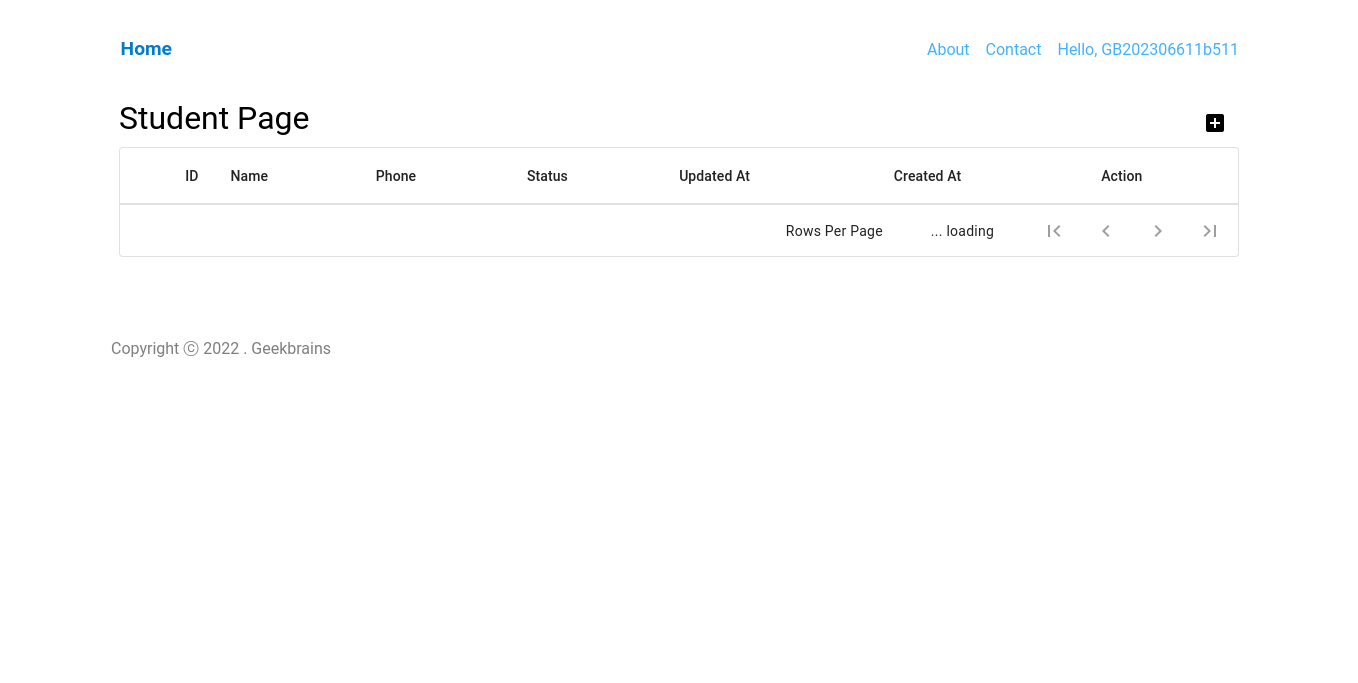 Home About Contact Hello, GB202306611b511
Student Page
ID Name Phone Status Updated At Created At Action
Rows Per Page ... loading
Copyright ⓒ 2022 . Geekbrains